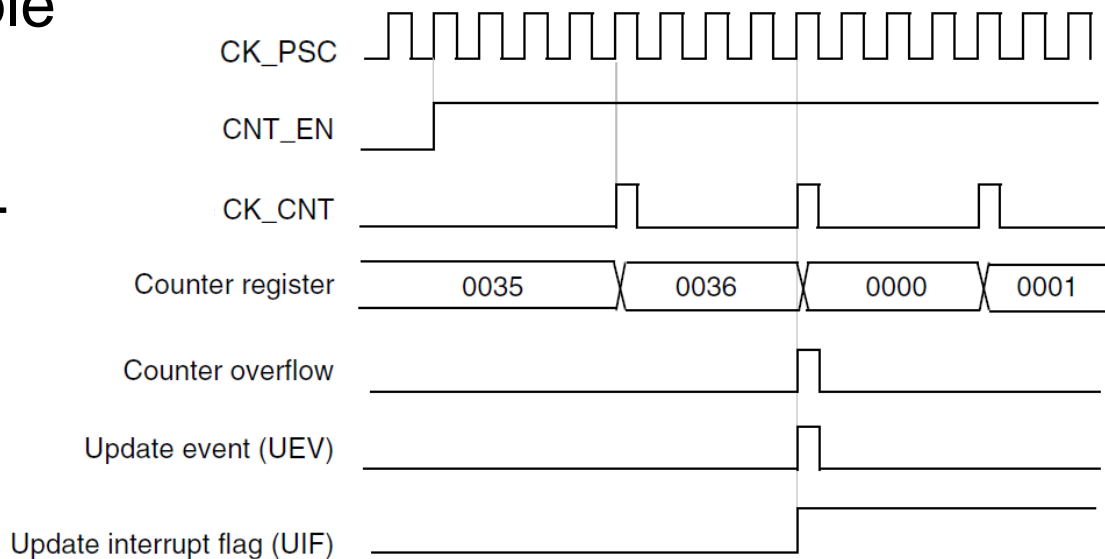 CK_PSC
CNT_EN
CK_CNT
Counter register 0035 0036 0000 0001
Counter overflow
Update event (UEV)
Update interrupt flag (UIF)